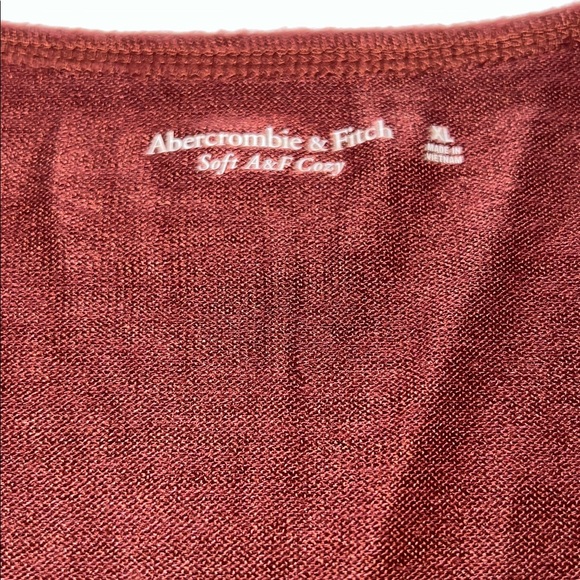 Abercrombie & Fitch
Soft A&F Cozy
XL
MADE IN
VIETNAM